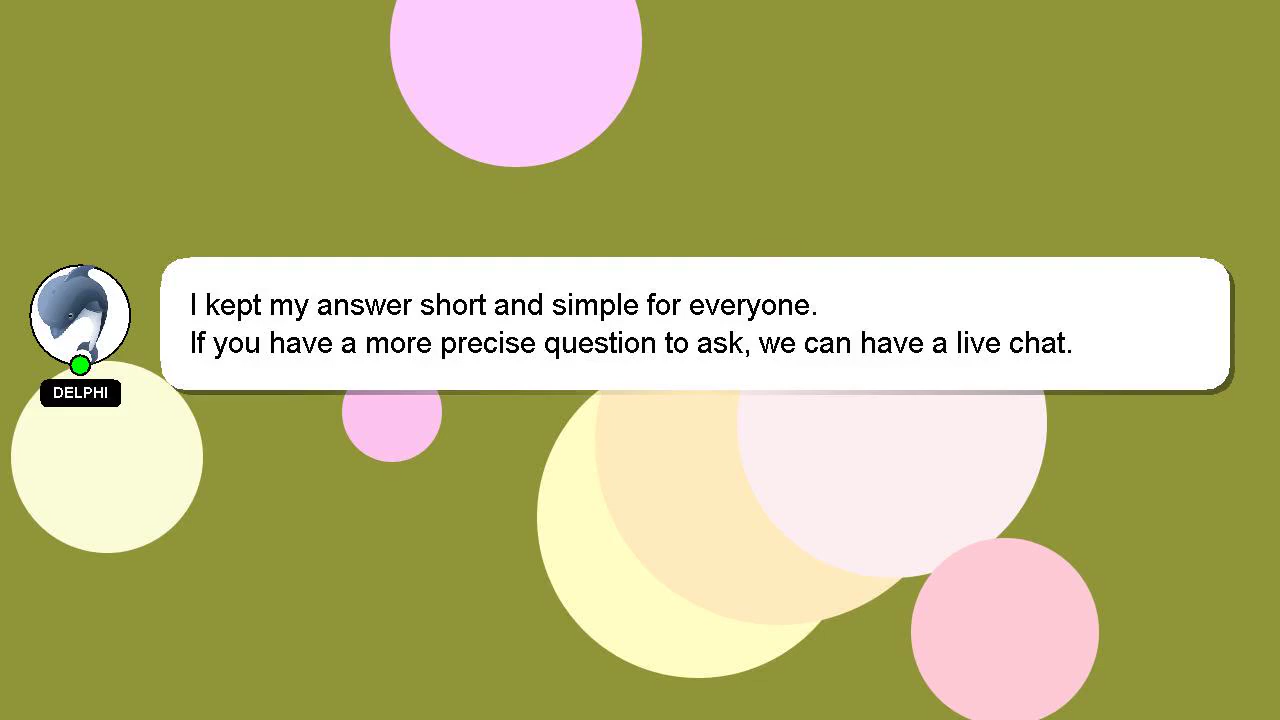 I kept my answer short and simple for everyone.
If you have a more precise question to ask, we can have a live chat.
DELPHI